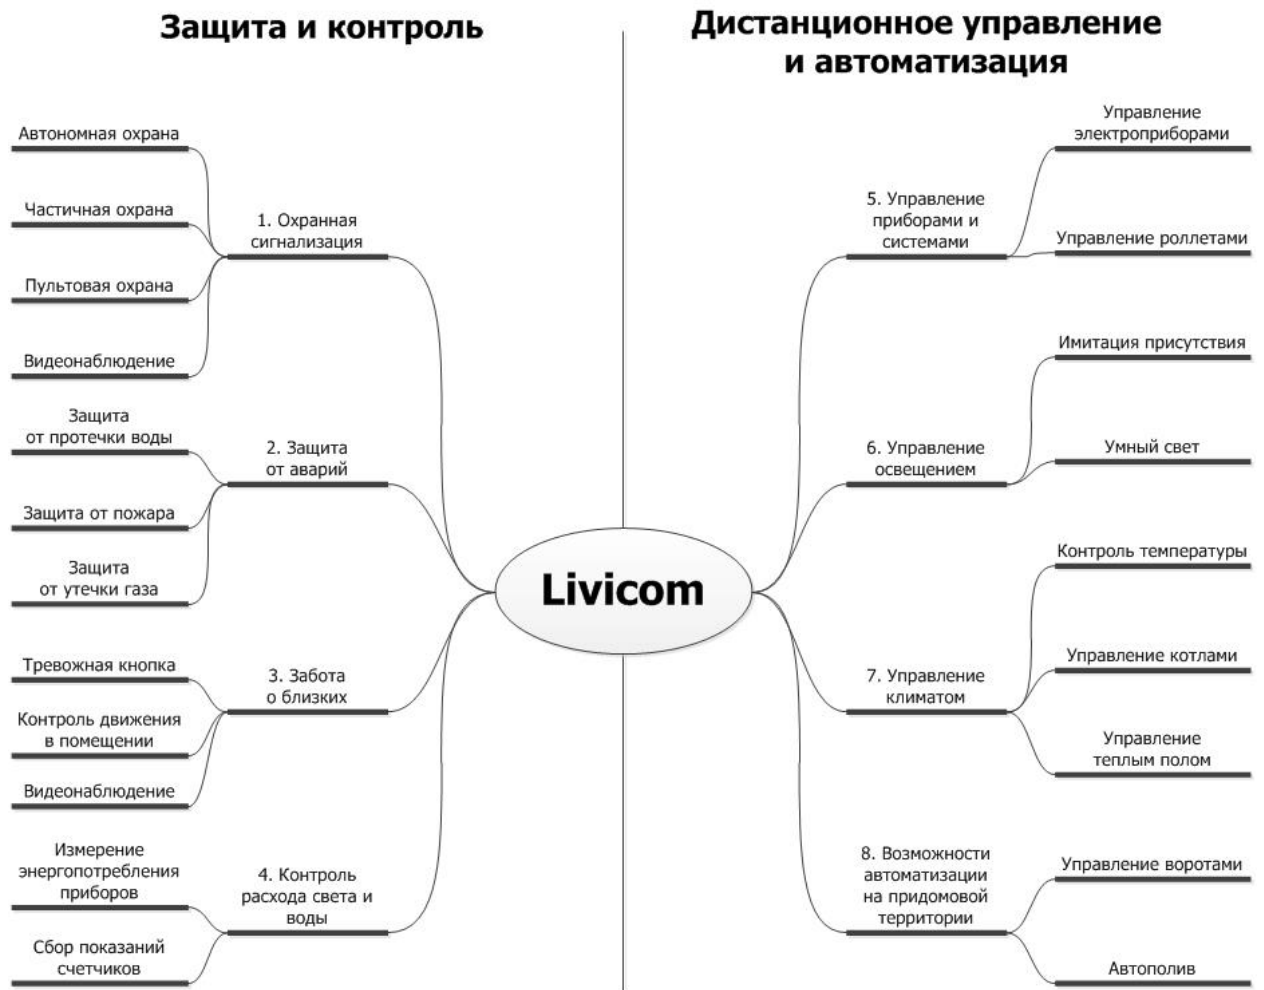 Защита и контроль
Автономная охрана
Частичная охрана
Пультовая охрана
Видеонаблюдение
1. Охранная
сигнализация
Защита
от протечки воды
Защита от пожара
Защита
от утечки газа
2. Защита
от аварий
Тревожная кнопка
Контроль движения
в помещении
Видеонаблюдение
3. Забота
о близких
Измерение
энергопотребления
приборов
Сбор показаний
счетчиков
4. Контроль
расхода света и
воды
Livicom
Дистанционное управление
и автоматизация
5. Управление
приборами и
системами
Управление
электроприборами
Управление роллетами
6. Управление
освещением
Имитация присутствия
Умный свет
7. Управление
климатом
Контроль температуры
Управление котлами
Управление
теплым полом
8. Возможности
автоматизации
на придомовой
территории
Управление воротами
Автополив